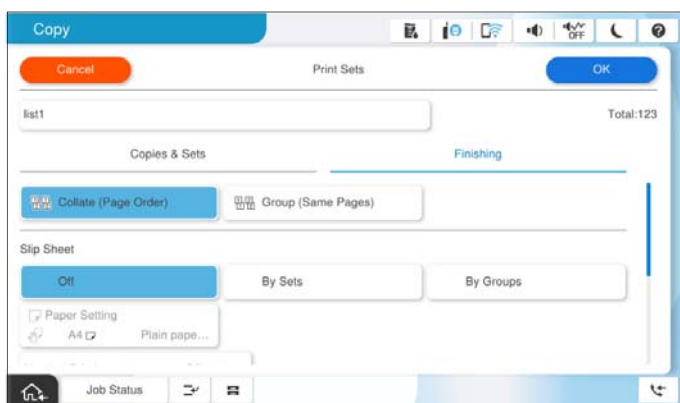 Copy
OFF
Cancel
Print Sets
OK
list1
Total:123
Copies & Sets
Finishing
Collate (Page Order)
Group (Same Pages)
Slip Sheet
Off
By Sets
By Groups
Paper Setting
A4
Plain pape...
Job Status